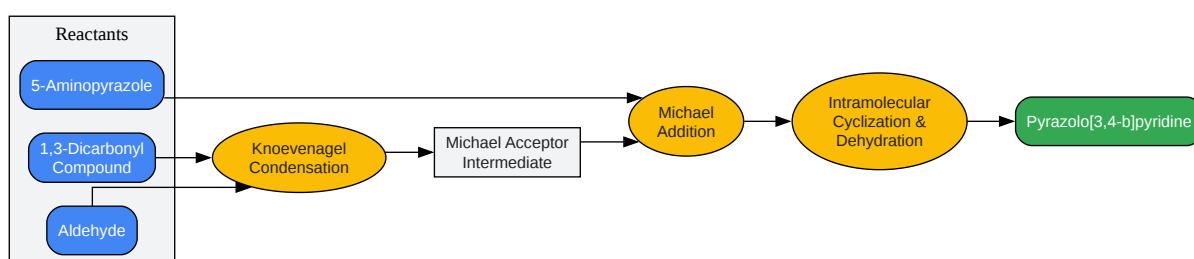 Reactants
5-Aminopyrazole
1,3-Dicarbonyl
Compound
Aldehyde
Knoevenagel
Condensation
Michael Acceptor
Intermediate
Michael
Addition
Intramolecular
Cyclization &
Dehydration
Pyrazolo[3,4-b]pyridine